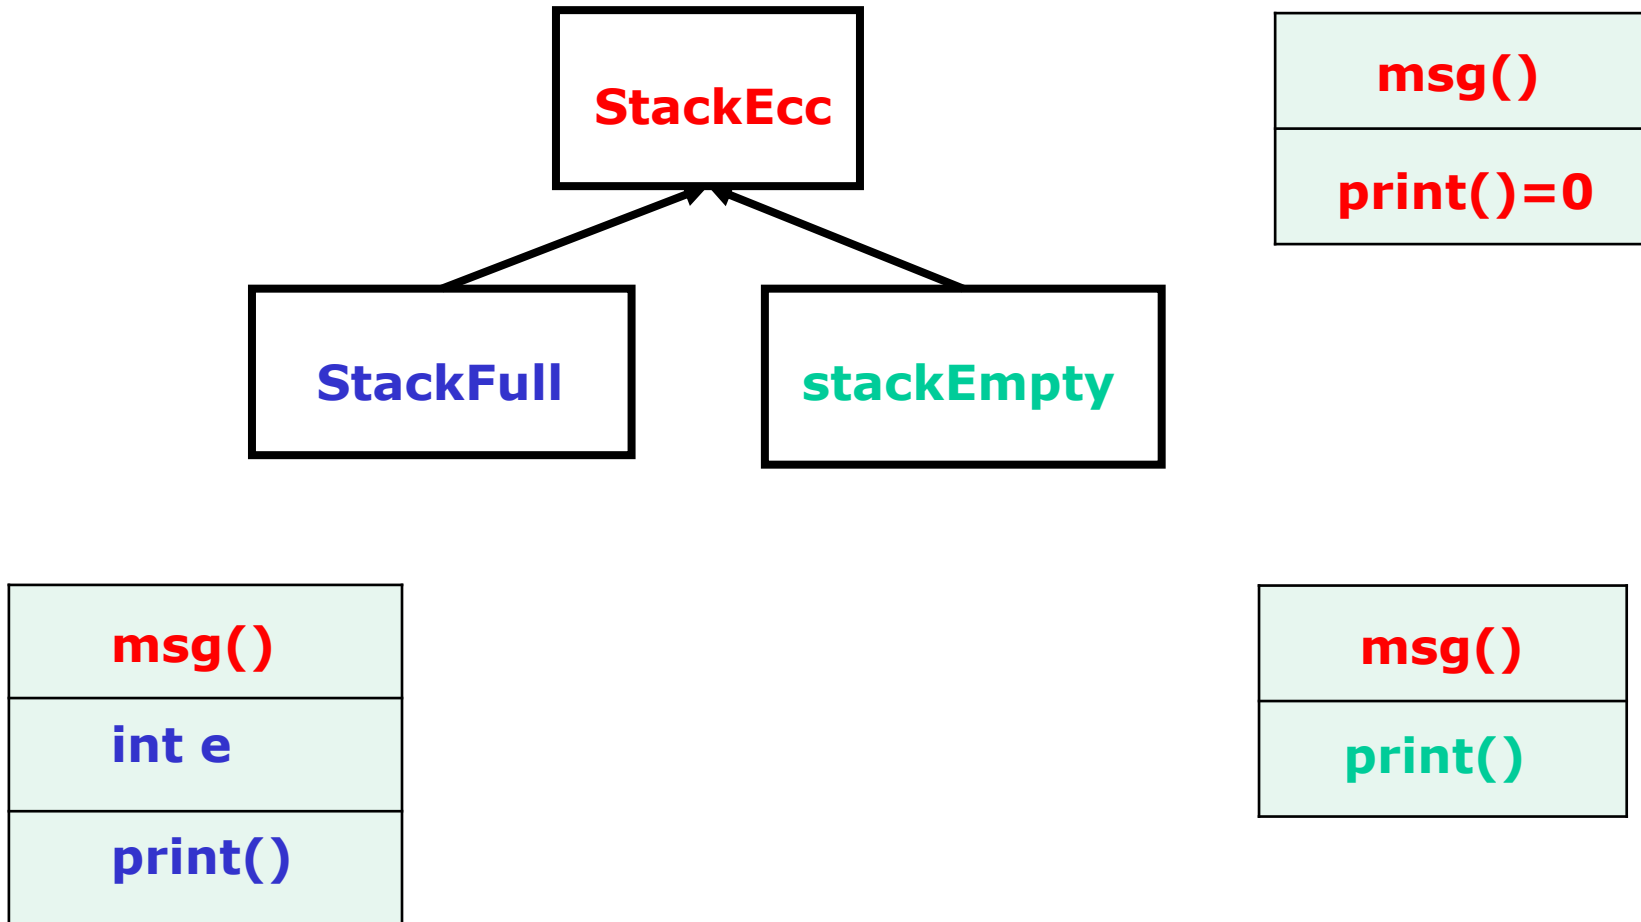 StackEcc
msg()
print()=0
StackFull
stackEmpty
msg()
int e
print()
msg()
print()